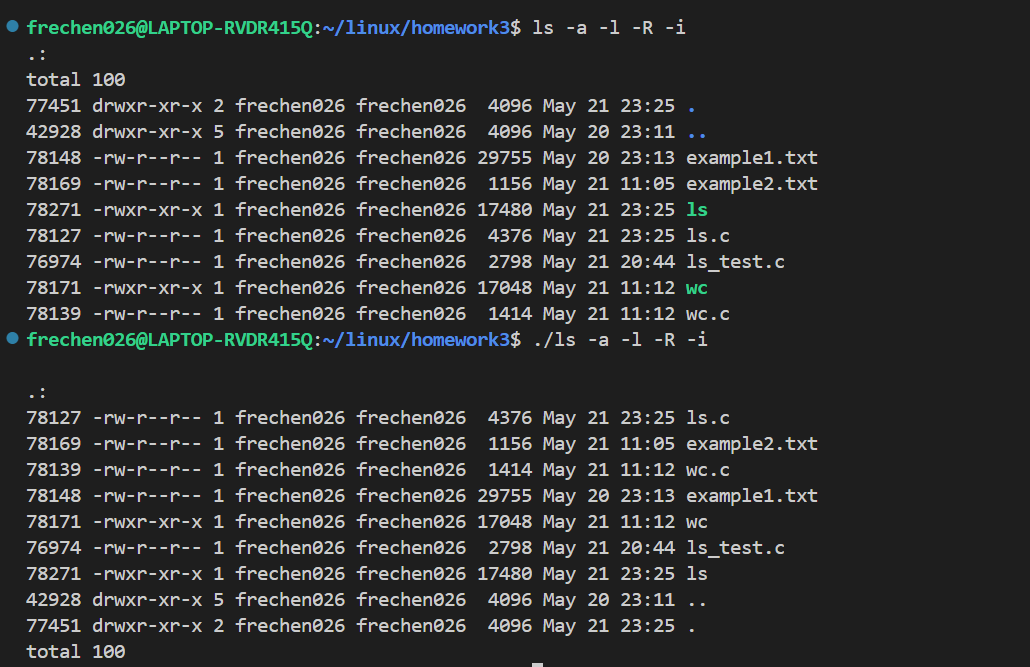 frechen026@LAPTOP-RVDR415Q:~/linux/homework3$ ls -a -l -R -i
.:
total 100
77451 drwxr-xr-x 2 frechen026 frechen026  4096 May 21 23:25 .
42928 drwxr-xr-x 5 frechen026 frechen026  4096 May 20 23:11 ..
78148 -rw-r--r-- 1 frechen026 frechen026 29755 May 20 23:13 example1.txt
78169 -rw-r--r-- 1 frechen026 frechen026  1156 May 21 11:05 example2.txt
78271 -rwxr-xr-x 1 frechen026 frechen026 17480 May 21 23:25 ls
78127 -rw-r--r-- 1 frechen026 frechen026  4376 May 21 23:25 ls.c
76974 -rw-r--r-- 1 frechen026 frechen026  2798 May 21 20:44 ls_test.c
78171 -rwxr-xr-x 1 frechen026 frechen026 17048 May 21 11:12 wc
78139 -rw-r--r-- 1 frechen026 frechen026  1414 May 21 11:12 wc.c
frechen026@LAPTOP-RVDR415Q:~/linux/homework3$ ./ls -a -l -R -i
.:
78127 -rw-r--r-- 1 frechen026 frechen026  4376 May 21 23:25 ls.c
78169 -rw-r--r-- 1 frechen026 frechen026  1156 May 21 11:05 example2.txt
78139 -rw-r--r-- 1 frechen026 frechen026  1414 May 21 11:12 wc.c
78148 -rw-r--r-- 1 frechen026 frechen026 29755 May 20 23:13 example1.txt
78171 -rwxr-xr-x 1 frechen026 frechen026 17048 May 21 11:12 wc
76974 -rw-r--r-- 1 frechen026 frechen026  2798 May 21 20:44 ls_test.c
78271 -rwxr-xr-x 1 frechen026 frechen026 17480 May 21 23:25 ls
42928 drwxr-xr-x 5 frechen026 frechen026  4096 May 20 23:11 ..
77451 drwxr-xr-x 2 frechen026 frechen026  4096 May 21 23:25 .
total 100